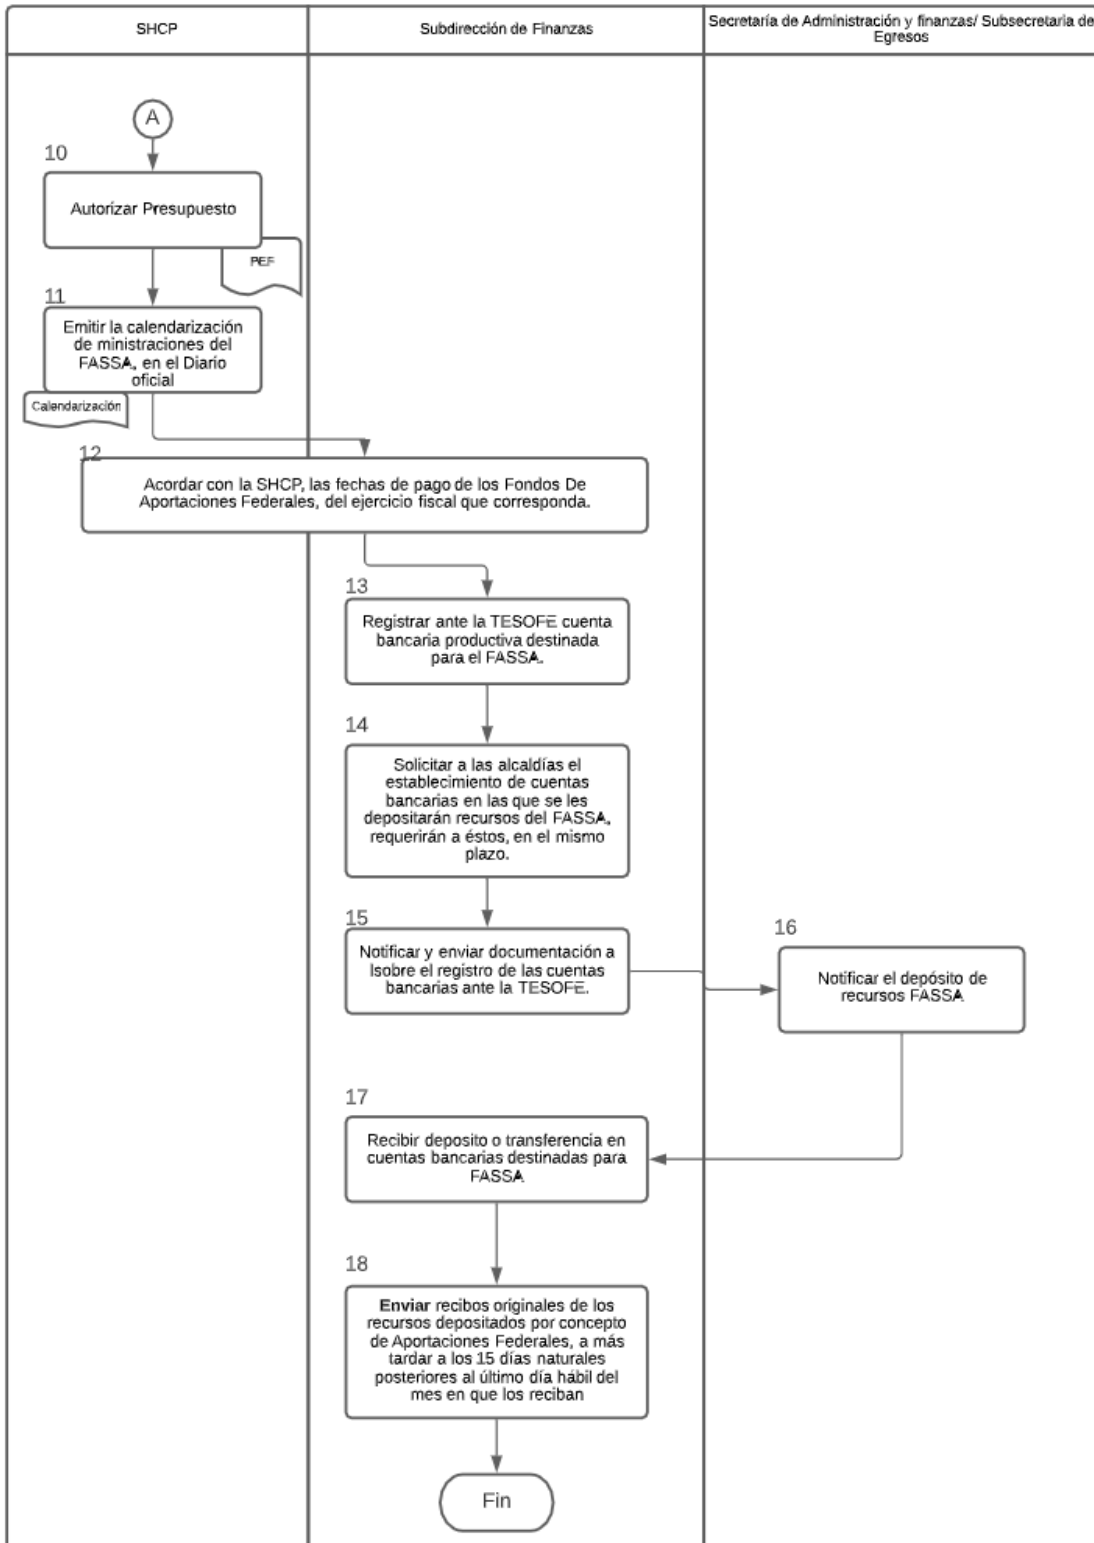 SHCP
Subdirección de Finanzas
Secretaría de Administración y finanzas/ Subsecretaria de
Egresos
A
10
Autorizar Presupuesto
PEF
11
Emitir la calendarización
de ministraciones del
FASSA, en el Diario
oficial
Calendarización
12
Acordar con la SHCP, las fechas de pago de los Fondos De
Aportaciones Federales, del ejercicio fiscal que corresponda.
13
Registrar ante la TESOFE cuenta
bancaria productiva destinada
para el FASSA.
14
Solicitar a las alcaldías el
establecimiento de cuentas
bancarias en las que se les
depositarán recursos del FASSA,
requerirán a éstos, en el mismo
plazo.
15
Notificar y enviar documentación a
lsobre el registro de las cuentas
bancarias ante la TESOFE.
16
Notificar el depósito de
recursos FASSA
17
Recibir deposito o transferencia en
cuentas bancarias destinadas para
FASSA
18
Enviar recibos originales de los
recursos depositados por concepto
de Aportaciones Federales, a más
tardar a los 15 días naturales
posteriores al último día hábil del
mes en que los reciban
Fin